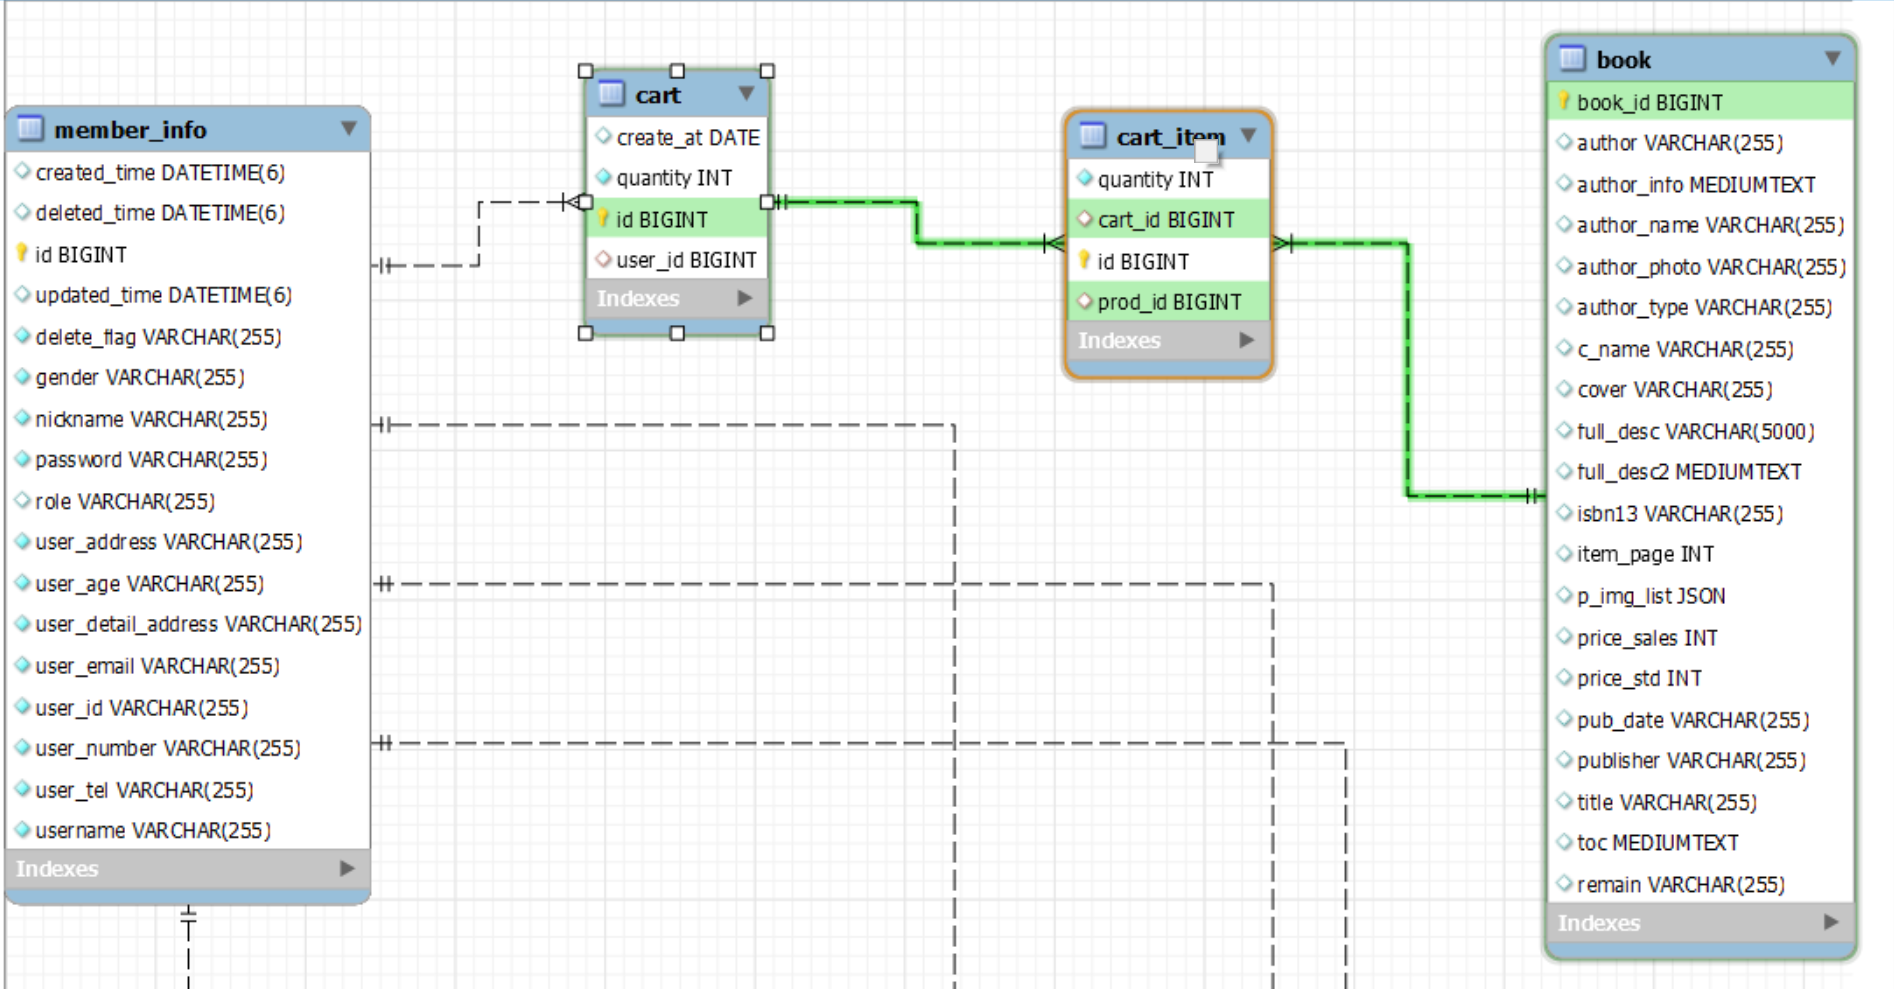 member_info
created_time DATETIME(6)
deleted_time DATETIME(6)
id BIGINT
updated_time DATETIME(6)
delete_flag VARCHAR(255)
gender VARCHAR(255)
nickname VARCHAR(255)
password VARCHAR(255)
role VARCHAR(255)
user_address VARCHAR(255)
user_age VARCHAR(255)
user_detail_address VARCHAR(255)
user_email VARCHAR(255)
user_id VARCHAR(255)
user_number VARCHAR(255)
user_tel VARCHAR(255)
username VARCHAR(255)
Indexes
cart
create_at DATE
quantity INT
id BIGINT
user_id BIGINT
Indexes
cart_item
quantity INT
cart_id BIGINT
id BIGINT
prod_id BIGINT
Indexes
book
book_id BIGINT
author VARCHAR(255)
author_info MEDIUMTEXT
author_name VARCHAR(255)
author_photo VARCHAR(255)
author_type VARCHAR(255)
c_name VARCHAR(255)
cover VARCHAR(255)
full_desc VARCHAR(5000)
full_desc2 MEDIUMTEXT
isbn13 VARCHAR(255)
item_page INT
p_img_list JSON
price_sales INT
price_std INT
pub_date VARCHAR(255)
publisher VARCHAR(255)
title VARCHAR(255)
toc MEDIUMTEXT
remain VARCHAR(255)
Indexes